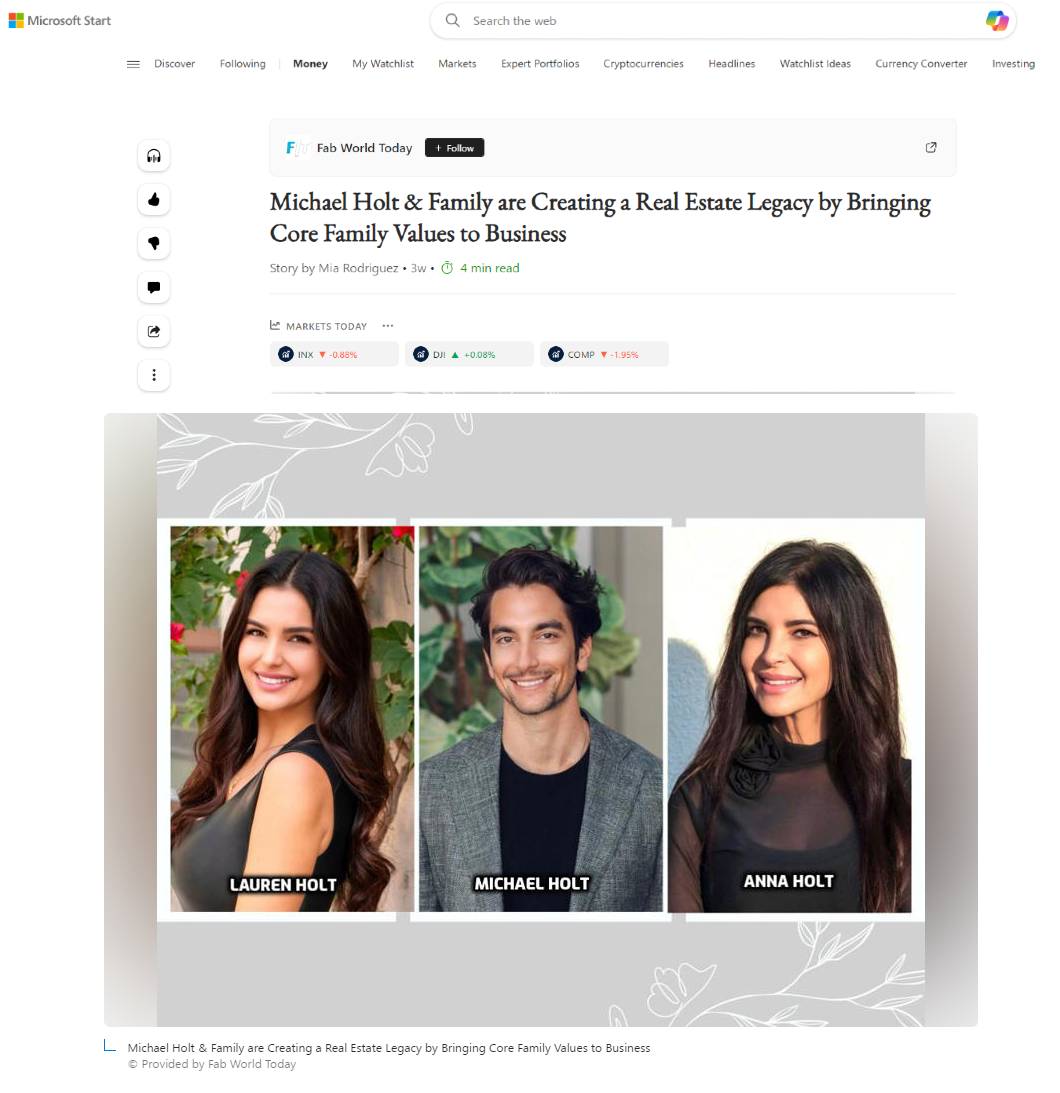 Microsoft Start
Search the web
Discover Following Money My Watchlist Markets Expert Portfolios Cryptocurrencies Headlines Watchlist Ideas Currency Converter Investing
Fab World Today + Follow
Michael Holt & Family are Creating a Real Estate Legacy by Bringing
Core Family Values to Business
Story by Mia Rodriguez • 3w • 4 min read
MARKETS TODAY ...
INX ▼ -0.88% DJI ▲ +0.08% COMP ▼ -1.95%
LAUREN HOLT MICHAEL HOLT ANNA HOLT
Michael Holt & Family are Creating a Real Estate Legacy by Bringing Core Family Values to Business
© Provided by Fab World Today